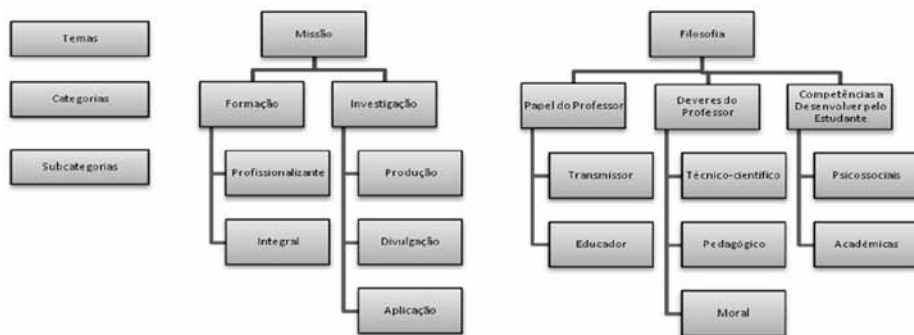 Temas
Categorias
Subcategorias
Missão
Formação
Investigação
Profissionalizante
Integral
Produção
Divulgação
Aplicação
Filosofia
Papel do Professor
Deveres do
Professor
Competências a
Desenvolver pelo
Estudante
Transmissor
Educador
Técnico-científico
Pedagógico
Moral
Psicossociais
Académicas